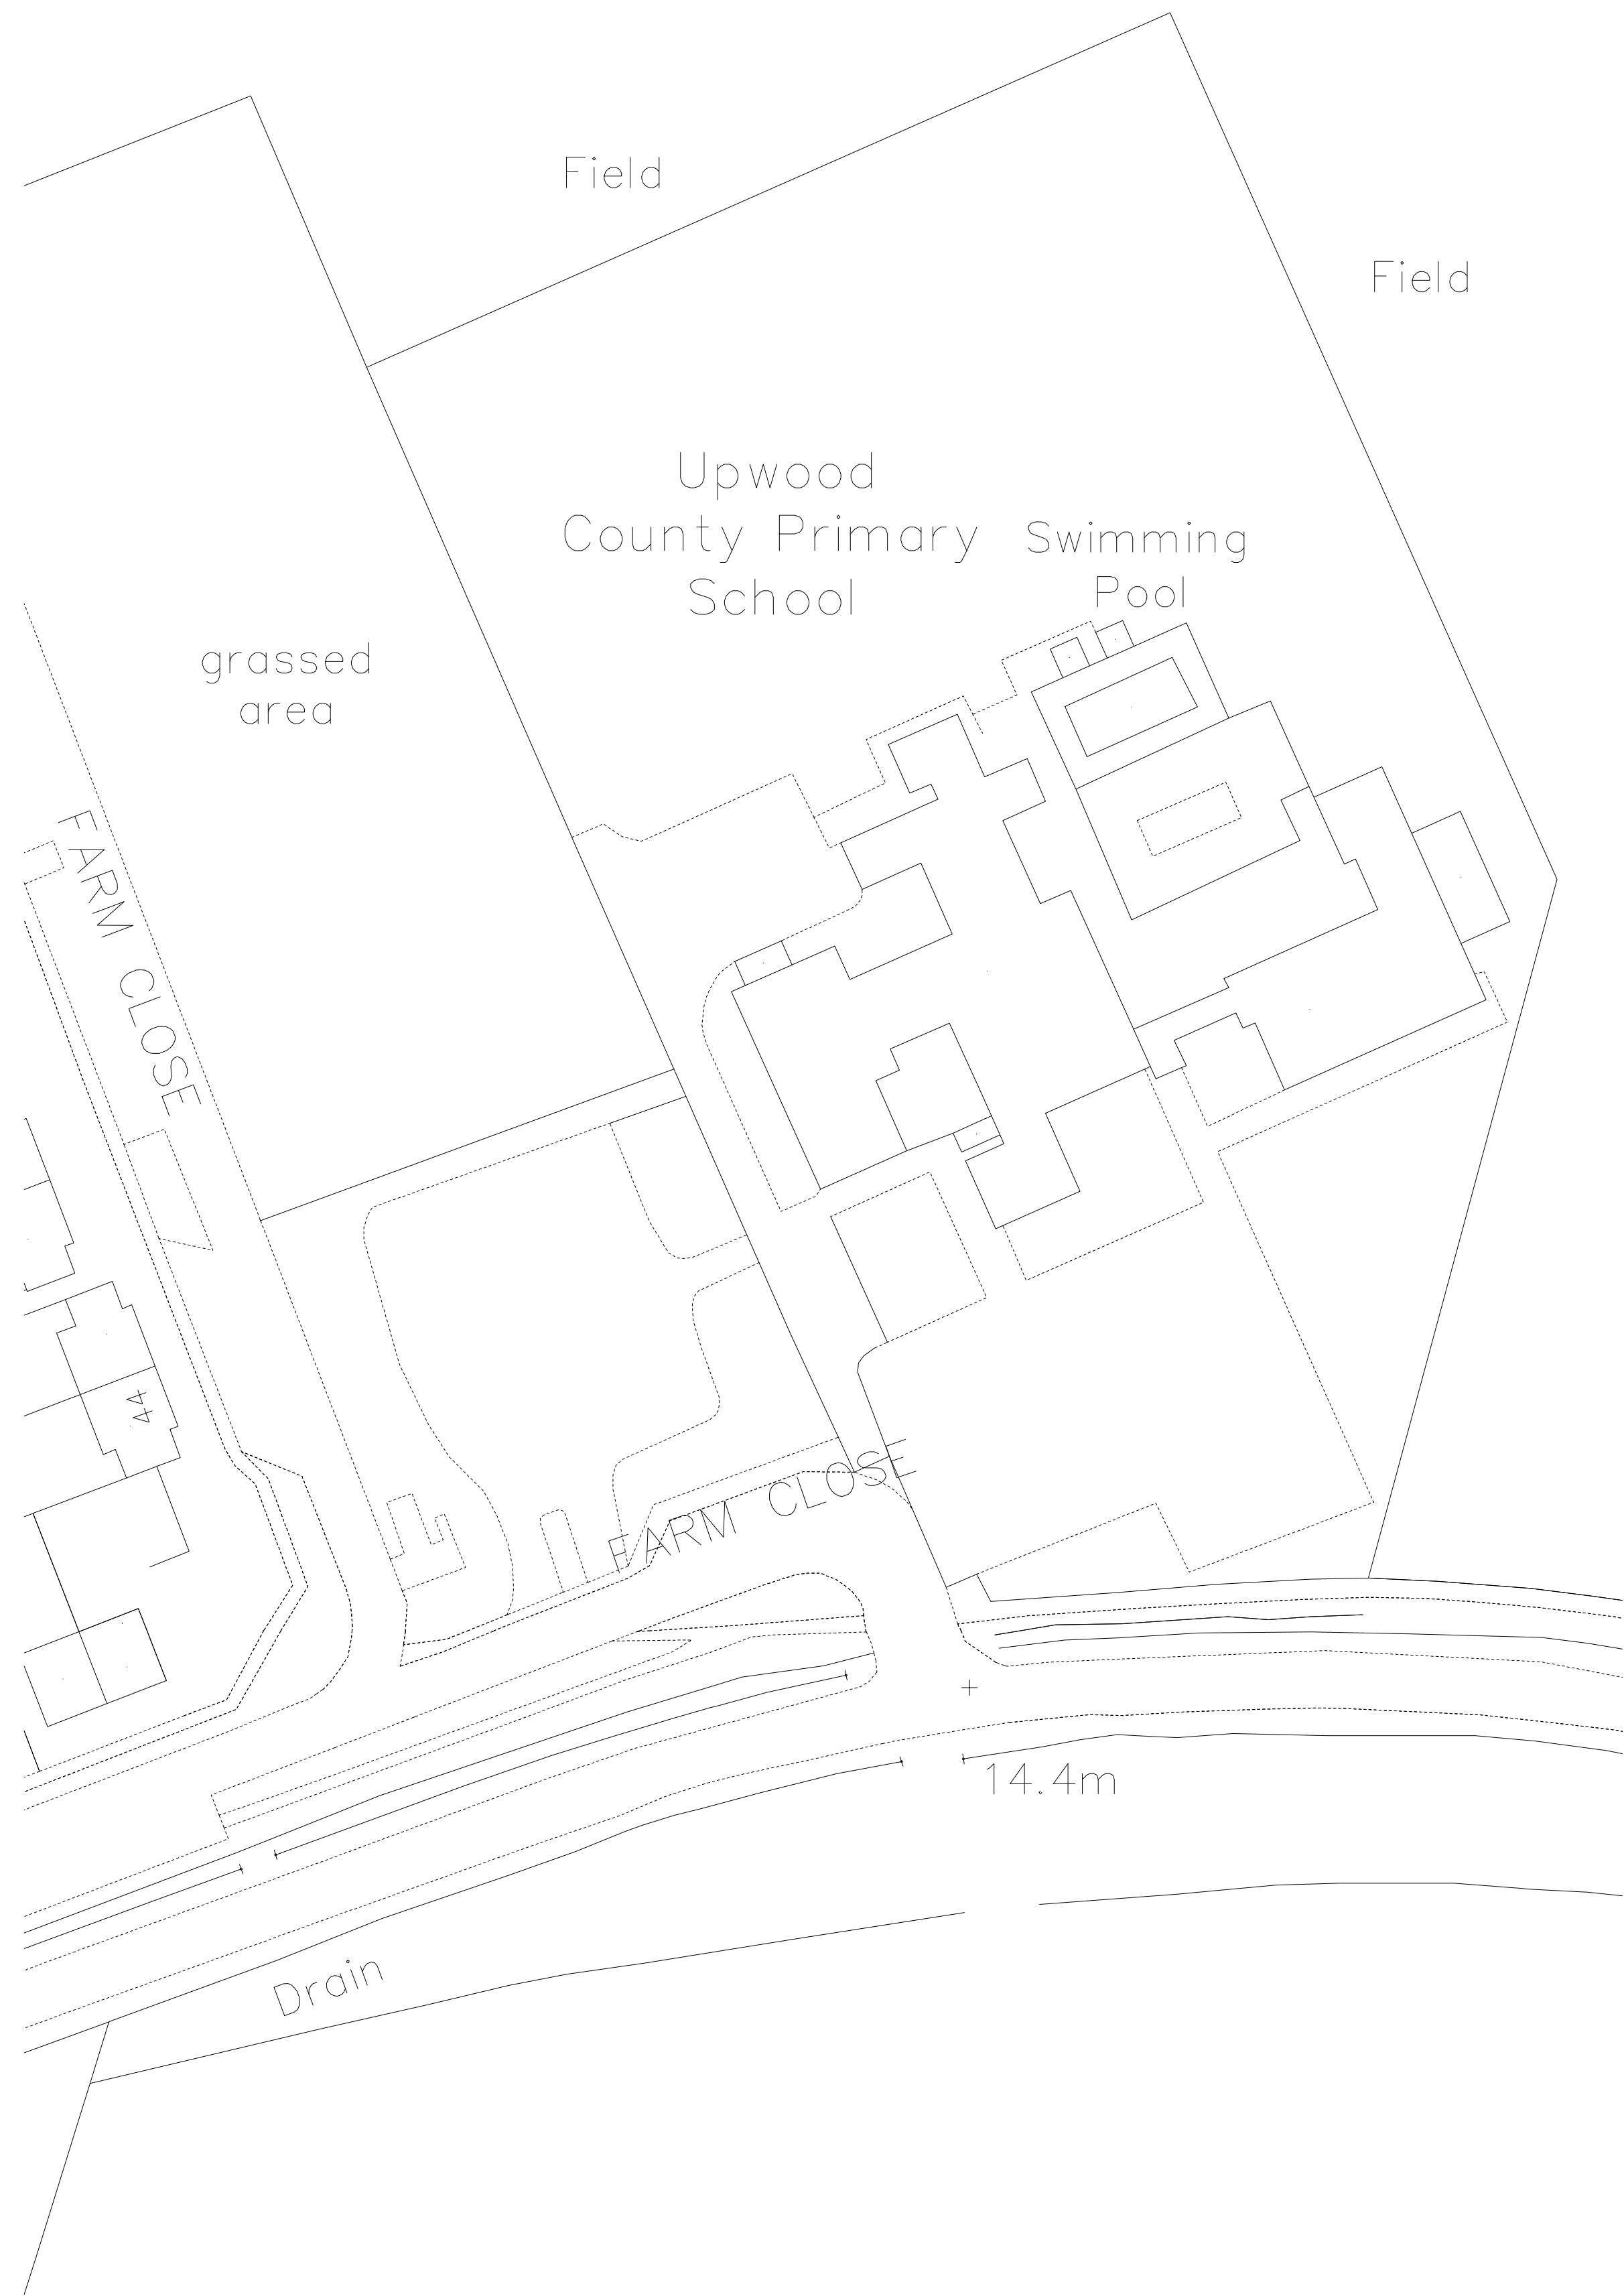 Field
Field
Upwood
County Primary
School
Swimming
Pool
grassed
area
FARM CLOSE
44
FARM CLOSE
14.4m
Drain